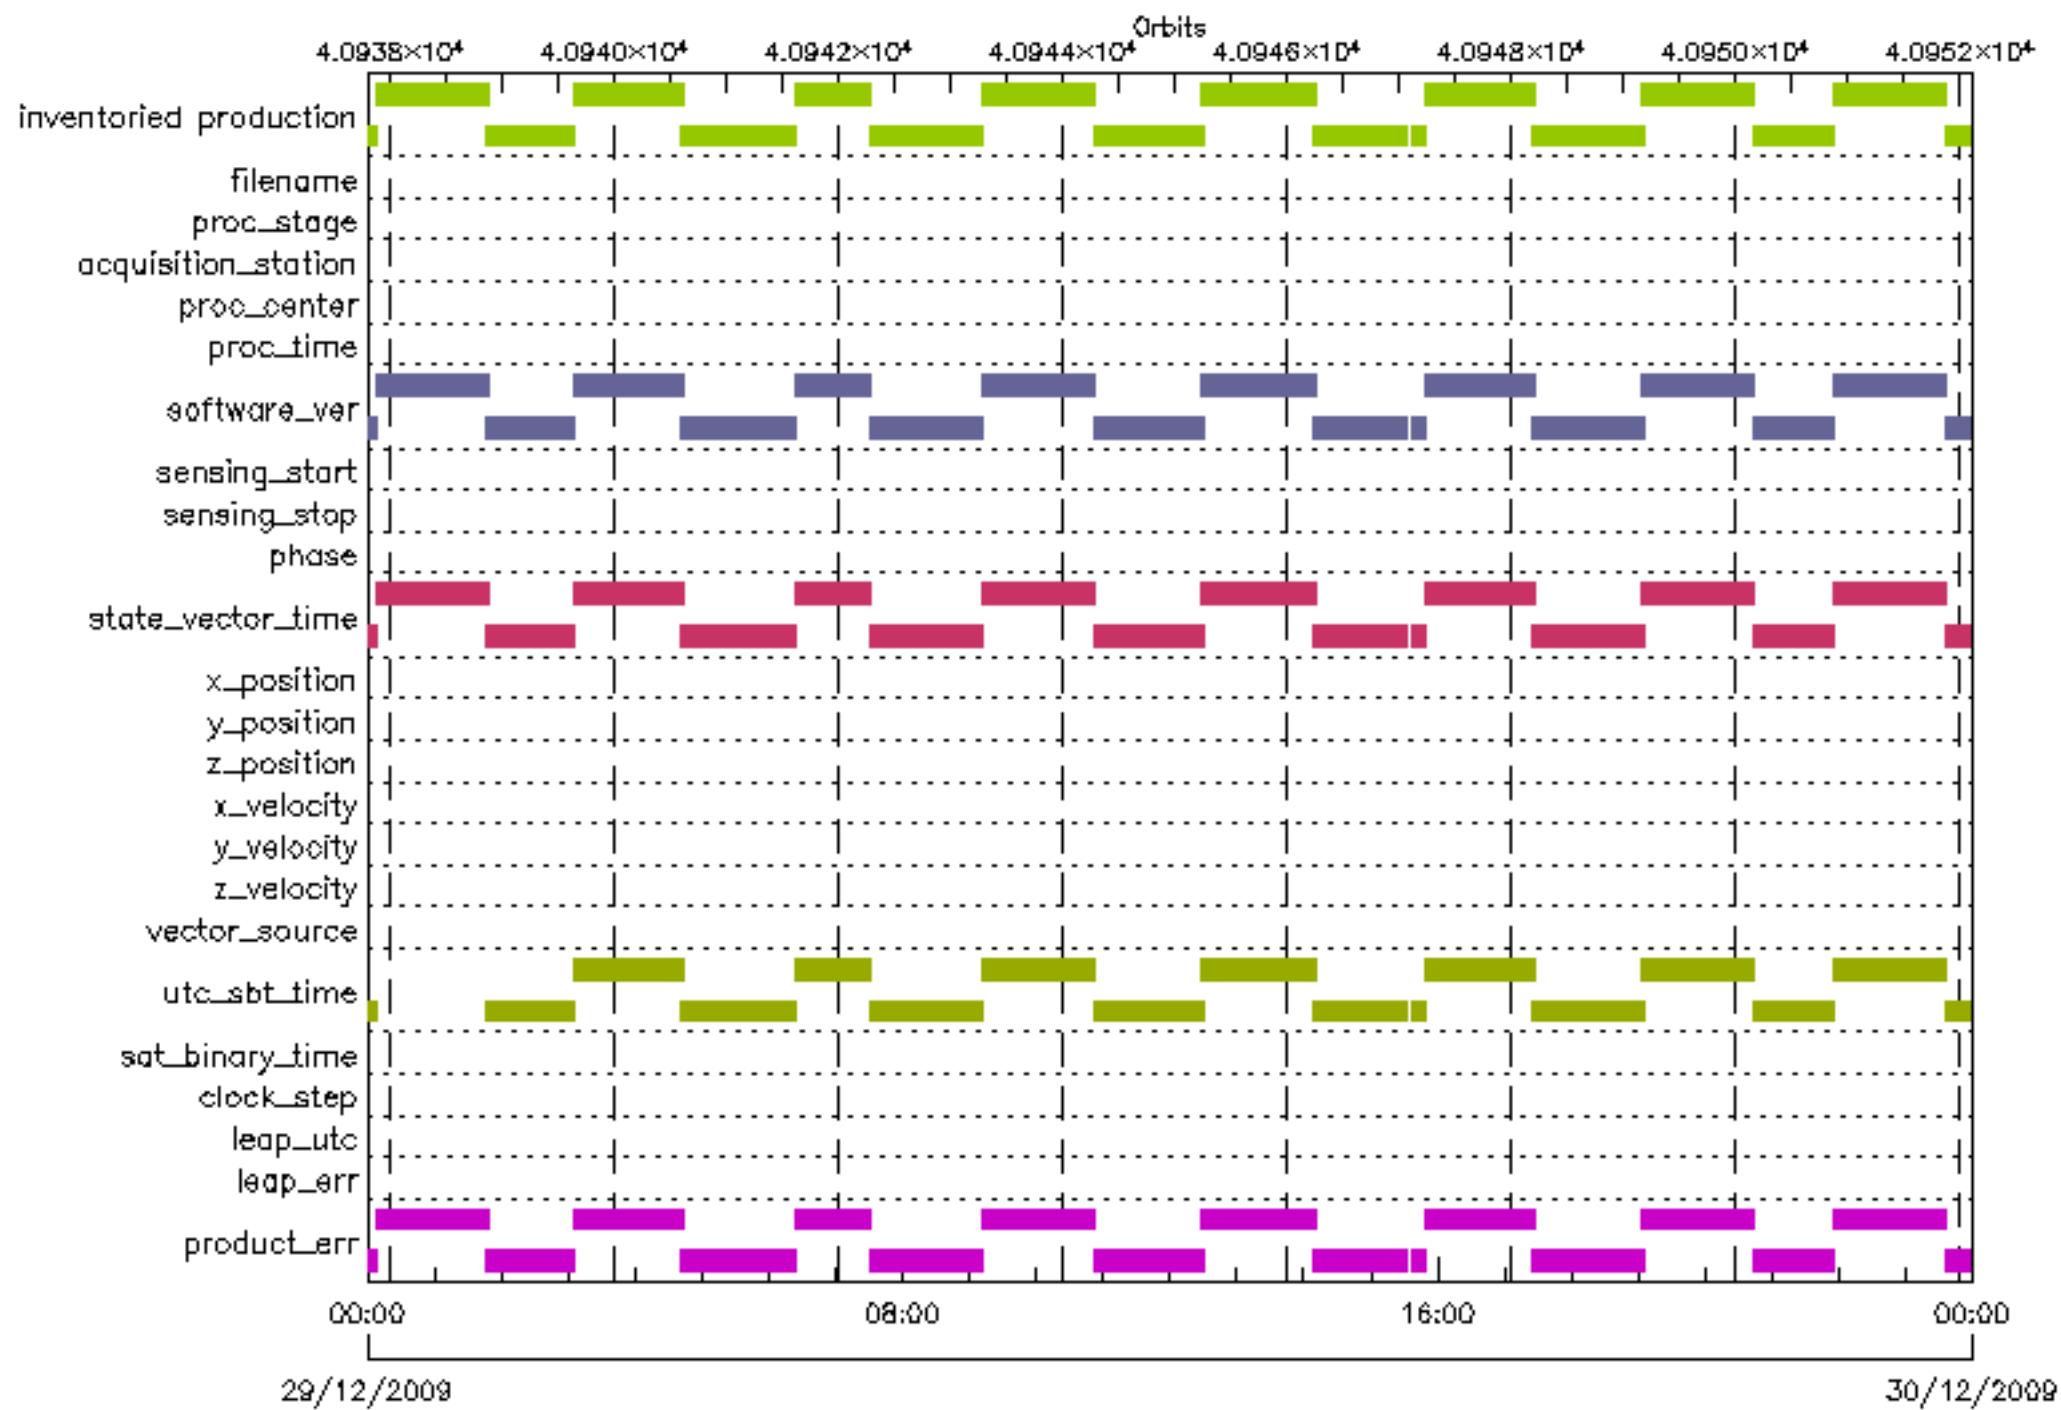 Orbits
4.0938×10⁴ 4.0940×10⁴ 4.0942×10⁴ 4.0944×10⁴ 4.0946×10⁴ 4.0948×10⁴ 4.0950×10⁴ 4.0952×10⁴
inventoried production
filename
proc_stage
acquisition_station
proc_center
proc_time
software_ver
sensing_start
sensing_stop
phase
state_vector_time
x_position
y_position
z_position
x_velocity
y_velocity
z_velocity
vector_source
utc_sbt_time
sat_binary_time
clock_step
leap_utc
leap_err
product_err
00:00 08:00 16:00 00:00
29/12/2009 30/12/2009